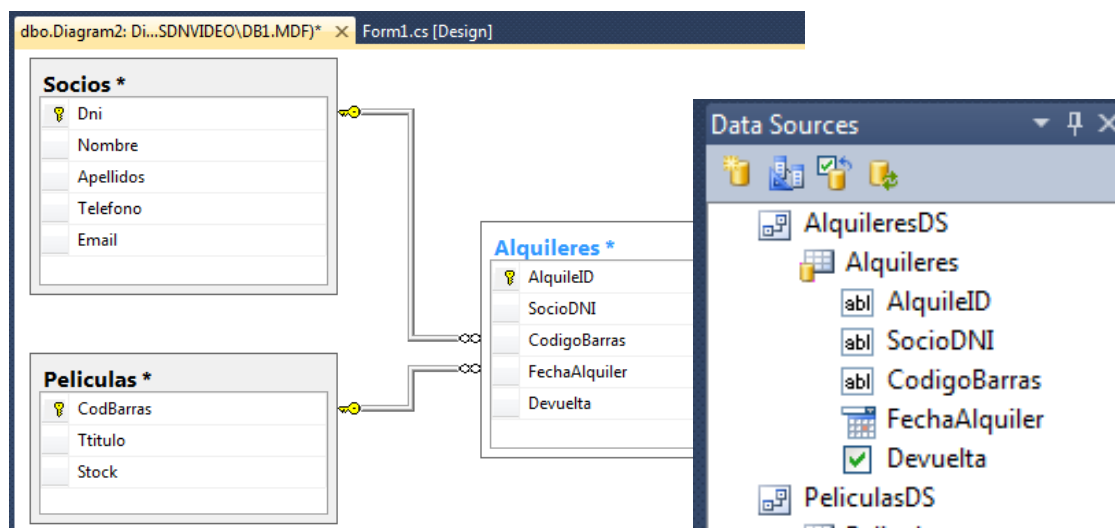 dbo.Diagram2: Di...SDNVIDEO\DB1.MDF)*
Form1.cs [Design]
Socios *
Dni
Nombre
Apellidos
Telefono
Email
Peliculas *
CodBarras
Ttitulo
Stock
Alquileres *
AlquileID
SocioDNI
CodigoBarras
FechaAlquiler
Devuelta
Data Sources
AlquileresDS
Alquileres
abl AlquileID
abl SocioDNI
abl CodigoBarras
FechaAlquiler
Devuelta
PeliculasDS